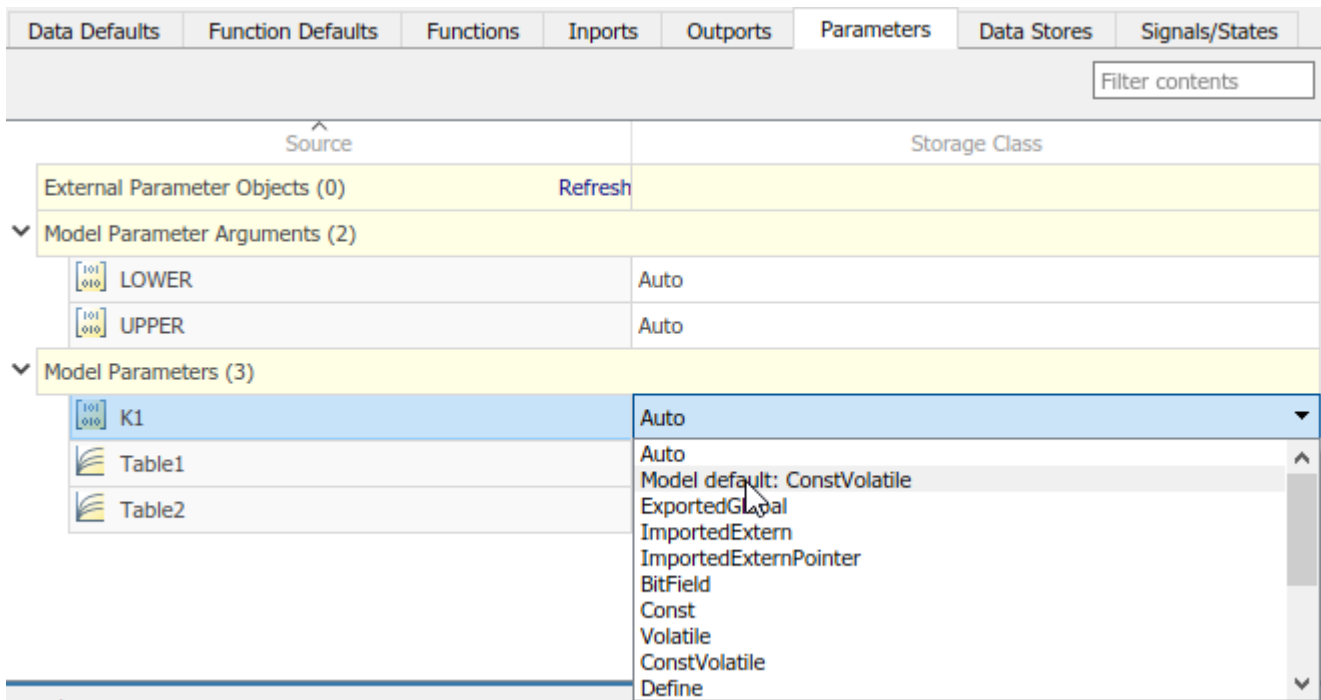 Data Defaults Function Defaults Functions Inports Outports Parameters Data Stores Signals/States
Filter contents
Source Storage Class
External Parameter Objects (0) Refresh
Model Parameter Arguments (2)
LOWER Auto
UPPER Auto
Model Parameters (3)
K1 Auto
Table1
Table2
Auto
Model default: ConstVolatile
ExportedGlobal
ImportedExtern
ImportedExternPointer
BitField
Const
Volatile
ConstVolatile
Define